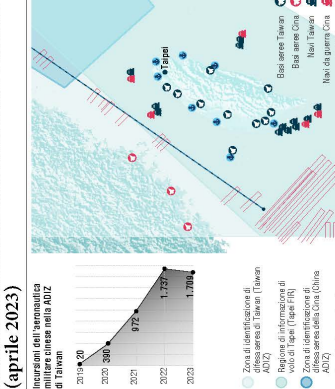 (aprile 2023)
Incursioni dell'aeronautica
militare cinese nella ADIZ
di Taiwan
2019
20
2020
390
2021
972
2022
1.737
2023
1.709
Taipei
Basi aeree Taiwan
Basi aeree Cina
Navi Taiwan
Navi da guerra Cina
Zona di identificazione di
difesa aerea di Taiwan (Taiwan
ADIZ)
Regione di informazione di
volo di Taipei (Taipei FIR)
Zona di identificazione di
difesa aerea della Cina (China
ADIZ)